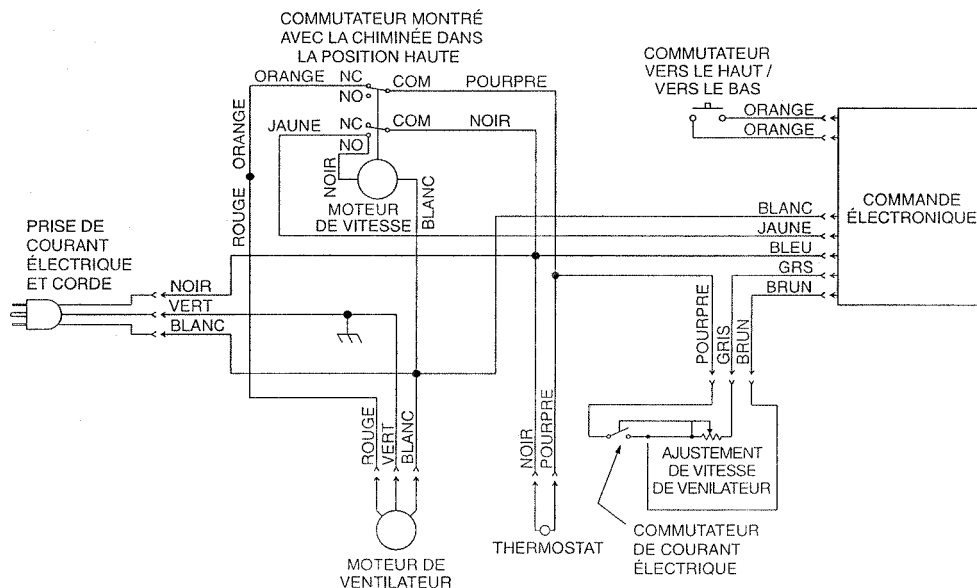 COMMUTATEUR MONTRÉ
AVEC LA CHIMINÉE DANS
LA POSITION HAUTE
ORANGE NC COM POURPRE
NO
JAUNE NC COM NOIR
NO
NOIR
MOTEUR
DE VITESSE
BLANC
ORANGE
ROUGE
COMMUTATEUR
VERS LE HAUT /
VERS LE BAS
ORANGE
ORANGE
COMMANDE
ÉLECTRONIQUE
BLANC
JAUNE
BLEU
GRS
BRUN
PRISE DE
COURANT
ÉLECTRIQUE
ET CORDE
NOIR
VERT
BLANC
POURPRE
GRIS
BRUN
ROUGE
VERT
BLANC
NOIR
POURPRE
AJUSTEMENT
DE VITESSE
DE VENILATEUR
MOTEUR DE
VENTILATEUR
THERMOSTAT
COMMUTATEUR
DE COURANT
ÉLECTRIQUE